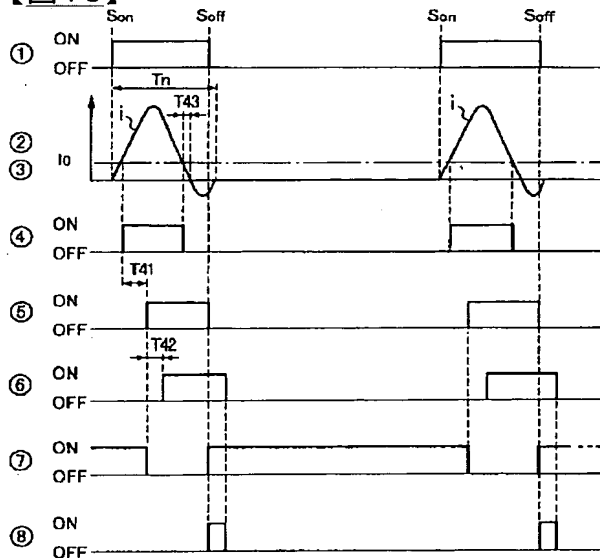 Son Soff Son Soff
① ON
OFF
Tn
i T43 i
②
Io
③
④ ON
OFF
T41
⑤ ON
OFF
T42
⑥ ON
OFF
⑦ ON
OFF
⑧ ON
OFF